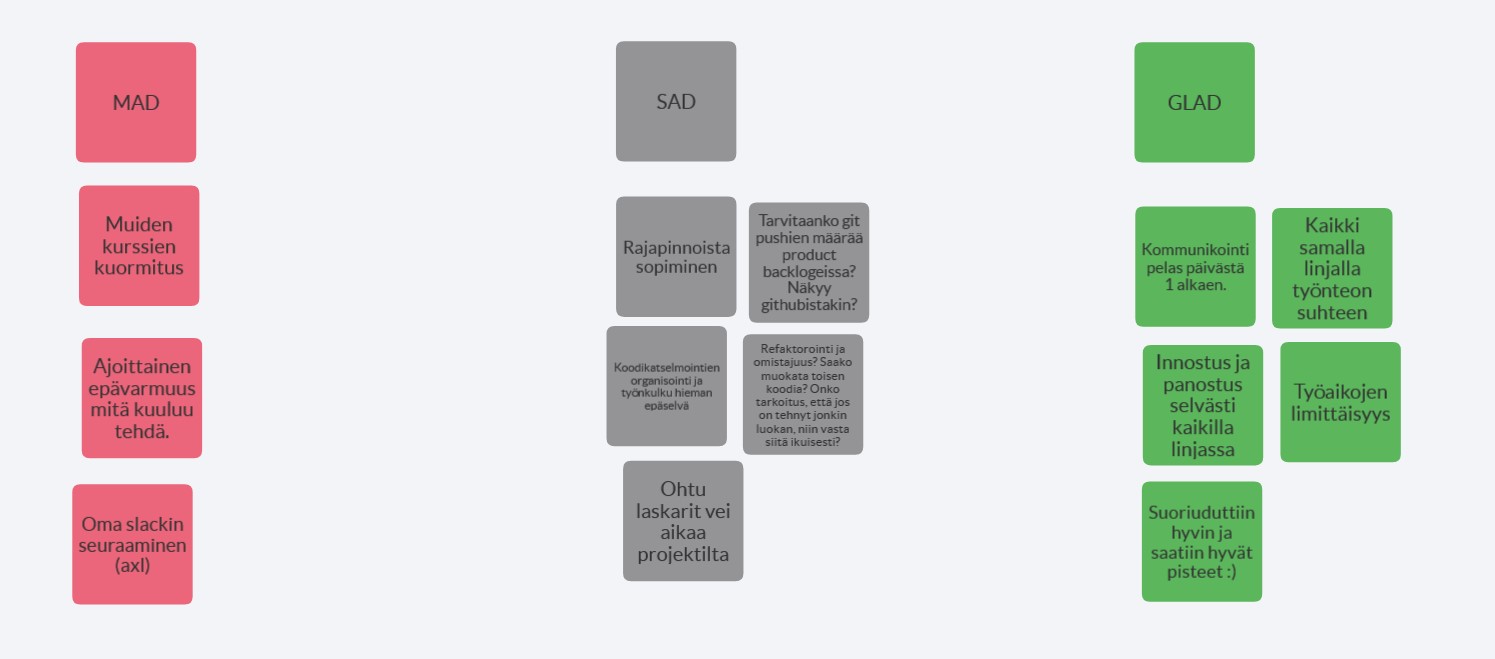 MAD
Muiden
kurssien
kuormitus
Ajoittainen
epävarmuus
mitä kuuluu
tehdä.
Oma slackin
seuraaminen
(axl)
SAD
Rajapinnoista
sopiminen
Tarvitaanko git
pushien määrää
product
backlogeissa?
Näkyy
githubistakin?
Koodikatselmointien
organisointi ja
työnkulku hieman
epäselvä
Refaktorointi ja
omistajuus? Saako
muokata toisen
koodia? Onko
tarkoitus, että jos
on tehnyt jonkin
luokan, niin vasta
siitä ikuisesti?
Ohtu
laskarit vei
aikaa
projektilta
GLAD
Kommunikointi
pelas päivästä
1 alkaen.
Kaikki
samalla
linjalla
työnteon
suhteen
Innostus ja
panostus
selvästi
kaikilla
linjassa
Työaikojen
limittäisyys
Suoriuduttiin
hyvin ja
saatiin hyvät
pisteet :)